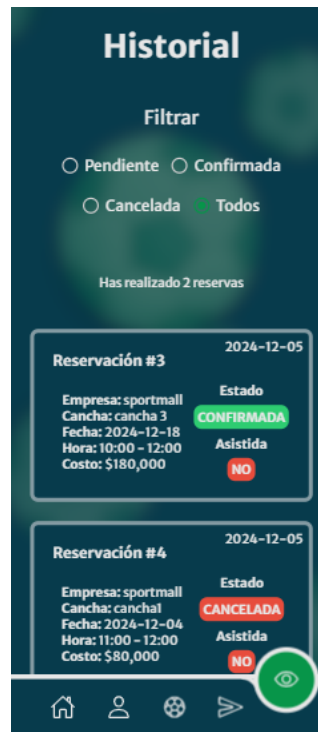 Historial
Filtrar
Pendiente Confirmada
Cancelada Todos
Has realizado 2 reservas
2024-12-05
Reservación #3
Estado
Empresa: sportmall
Cancha: cancha 3
CONFIRMADA
Fecha: 2024-12-18
Hora: 10:00 - 12:00
Asistida
Costo: $180,000
NO
2024-12-05
Reservación #4
Estado
Empresa: sportmall
Cancha: cancha1
CANCELADA
Fecha: 2024-12-04
Hora: 11:00 - 12:00
Asistida
Costo: $80,000
NO